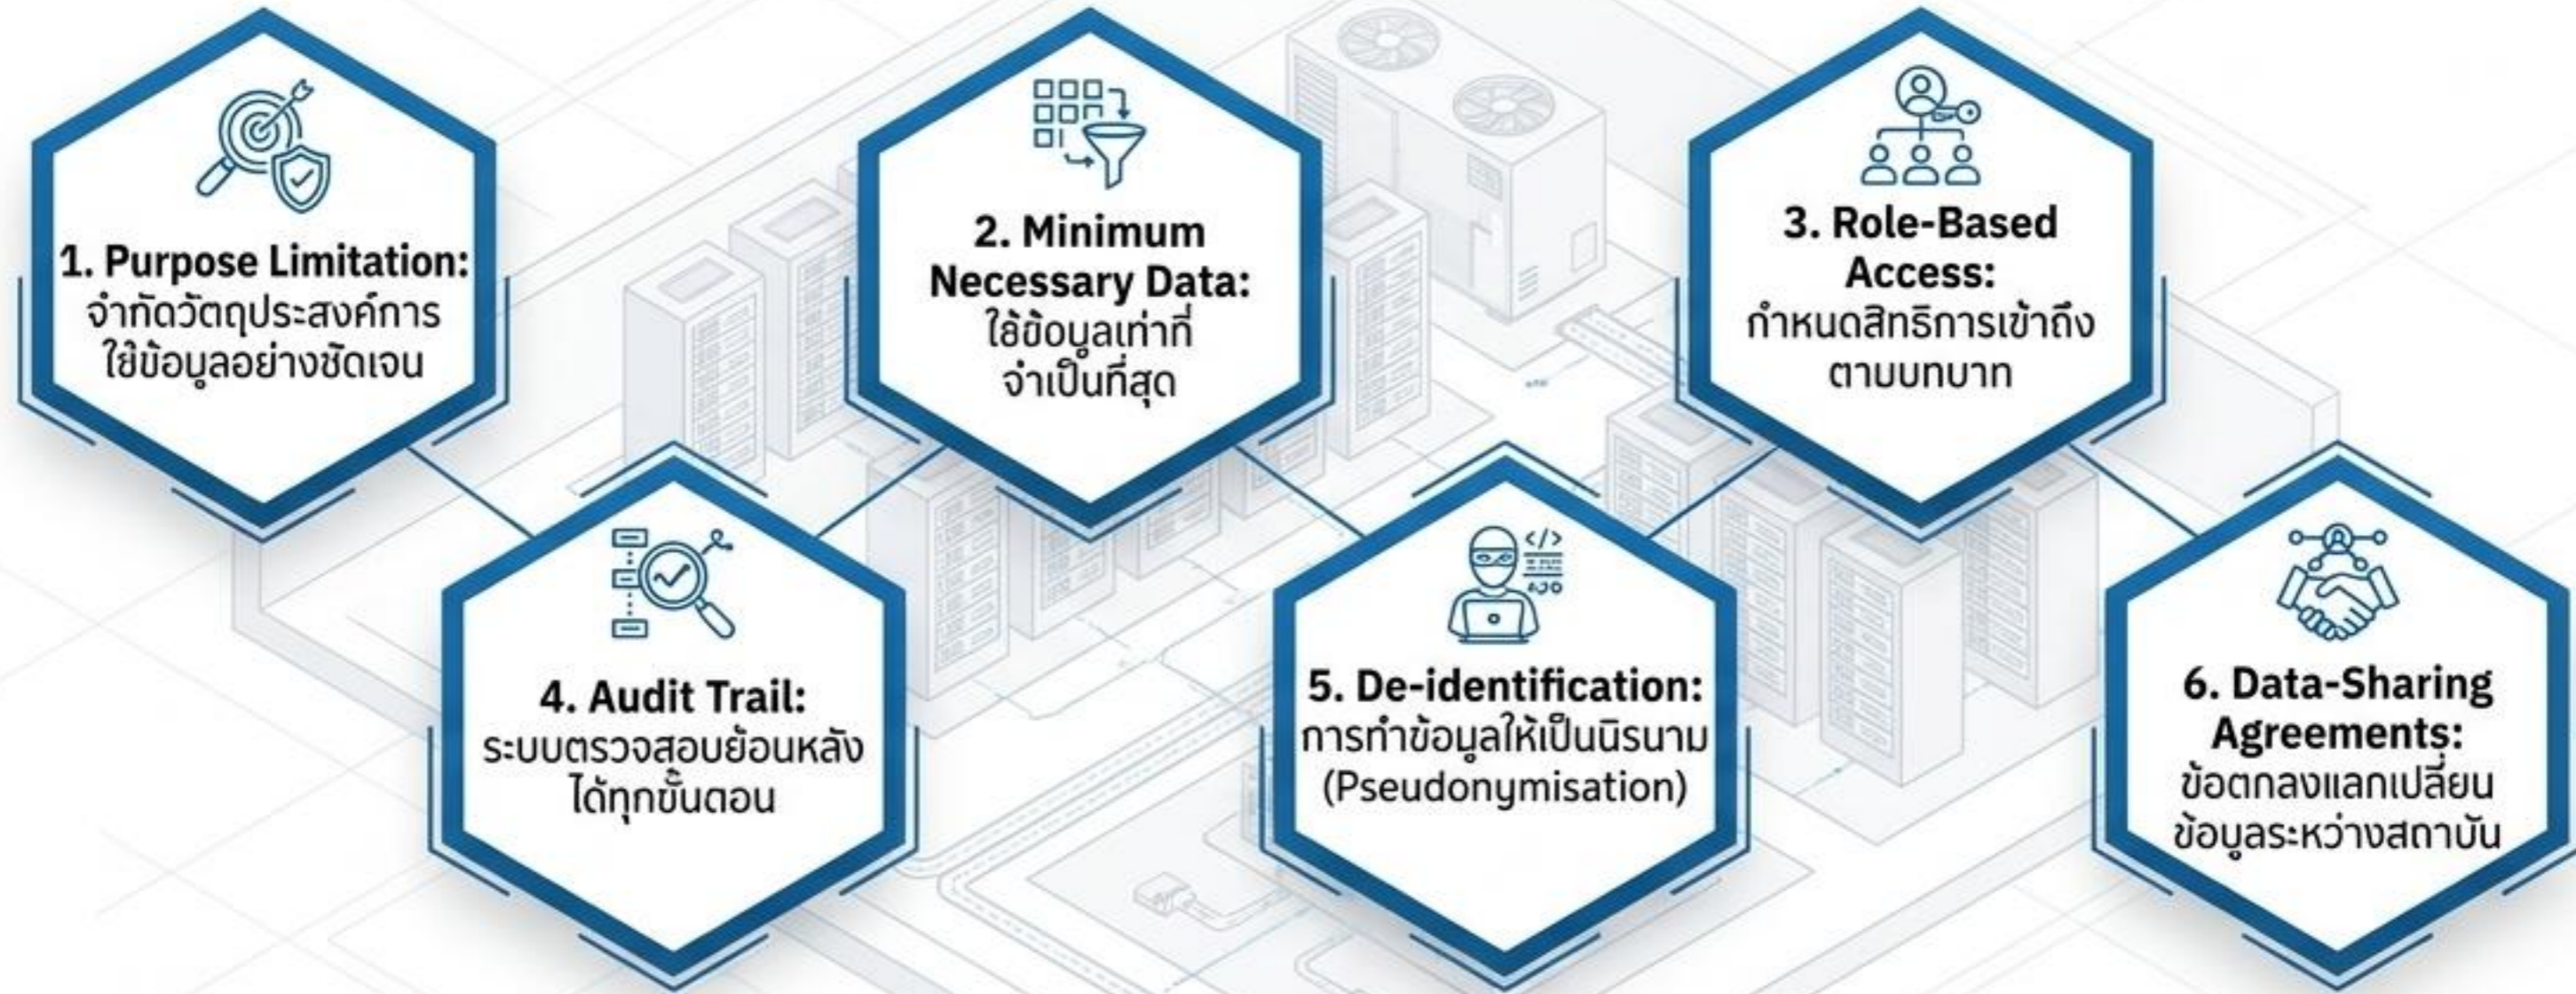 1. Purpose Limitation:
จำกัดวัตถุประสงค์การ
ใช้ข้อมูลอย่างชัดเจน
2. Minimum
Necessary Data:
ใช้ข้อมูลเท่าที่
จำเป็นที่สุด
3. Role-Based
Access:
กำหนดสิทธิการเข้าถึง
ตามบทบาท
4. Audit Trail:
ระบบตรวจสอบย้อนหลัง
ได้ทุกขั้นตอน
</>
5. De-identification:
การทำข้อมูลให้เป็นนิรนาม
(Pseudonymisation)
6. Data-Sharing
Agreements:
ข้อตกลงแลกเปลี่ยน
ข้อมูลระหว่างสถาบัน